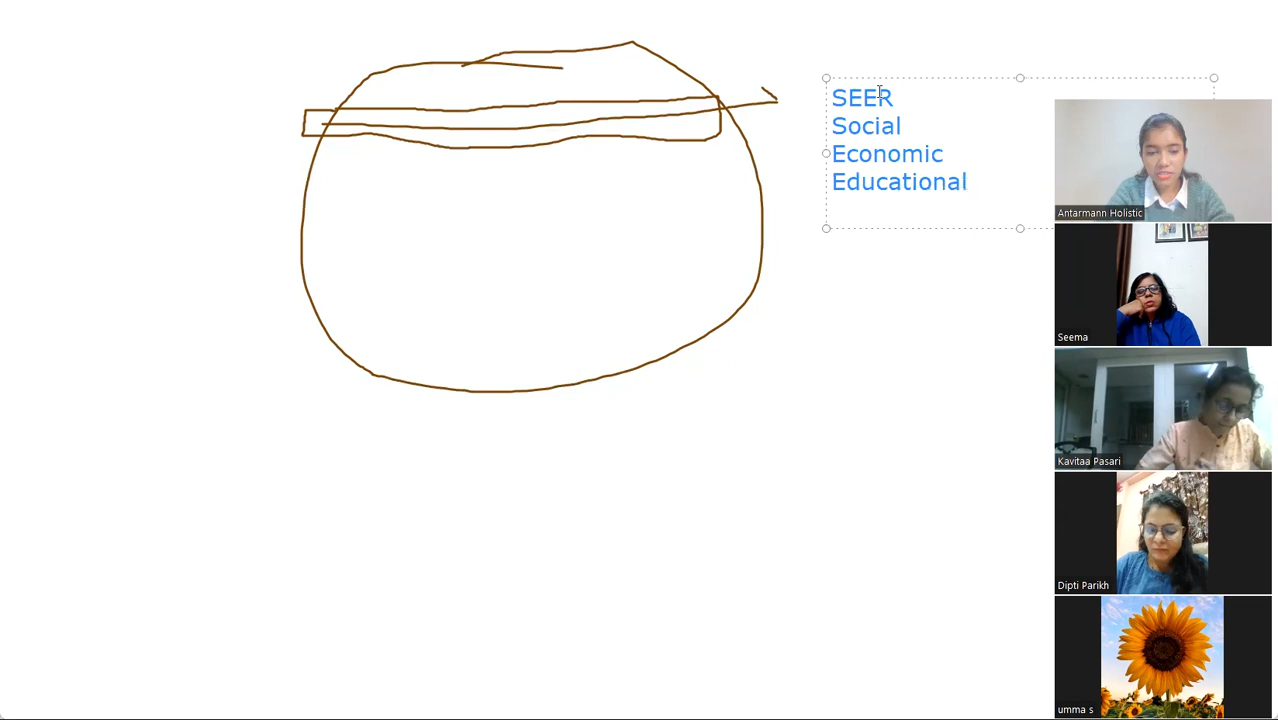 SEER
Social
Economic
Educational
Antarmann Holistic
Seema
Kavitaa Pasari
Dipti Parikh
umma s